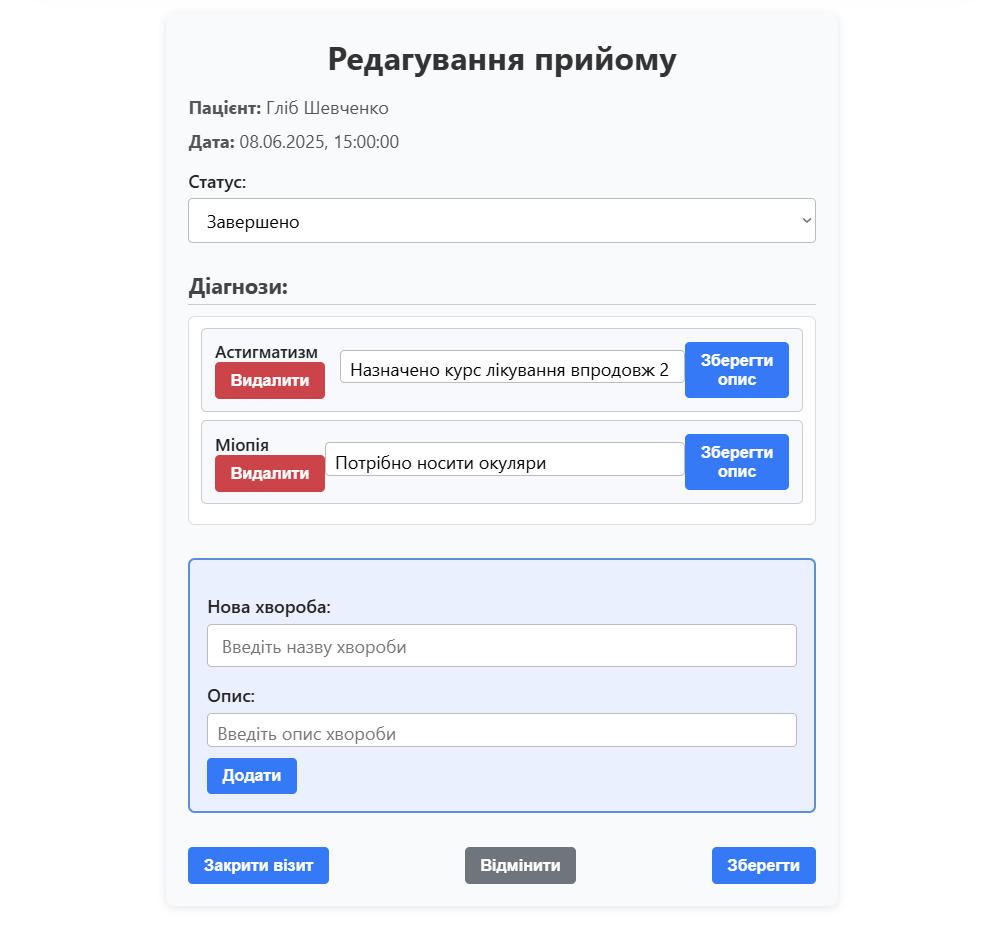 Редагування прийому
Пацієнт: Гліб Шевченко
Дата: 08.06.2025, 15:00:00
Статус:
Завершено
Діагнози:
Астигматизм
Видалити
Назначено курс лікування впродовж 2
Зберегти
опис
Міопія
Видалити
Потрібно носити окуляри
Зберегти
опис
Нова хвороба:
Введіть назву хвороби
Опис:
Введіть опис хвороби
Додати
Закрити візит
Відмінити
Зберегти